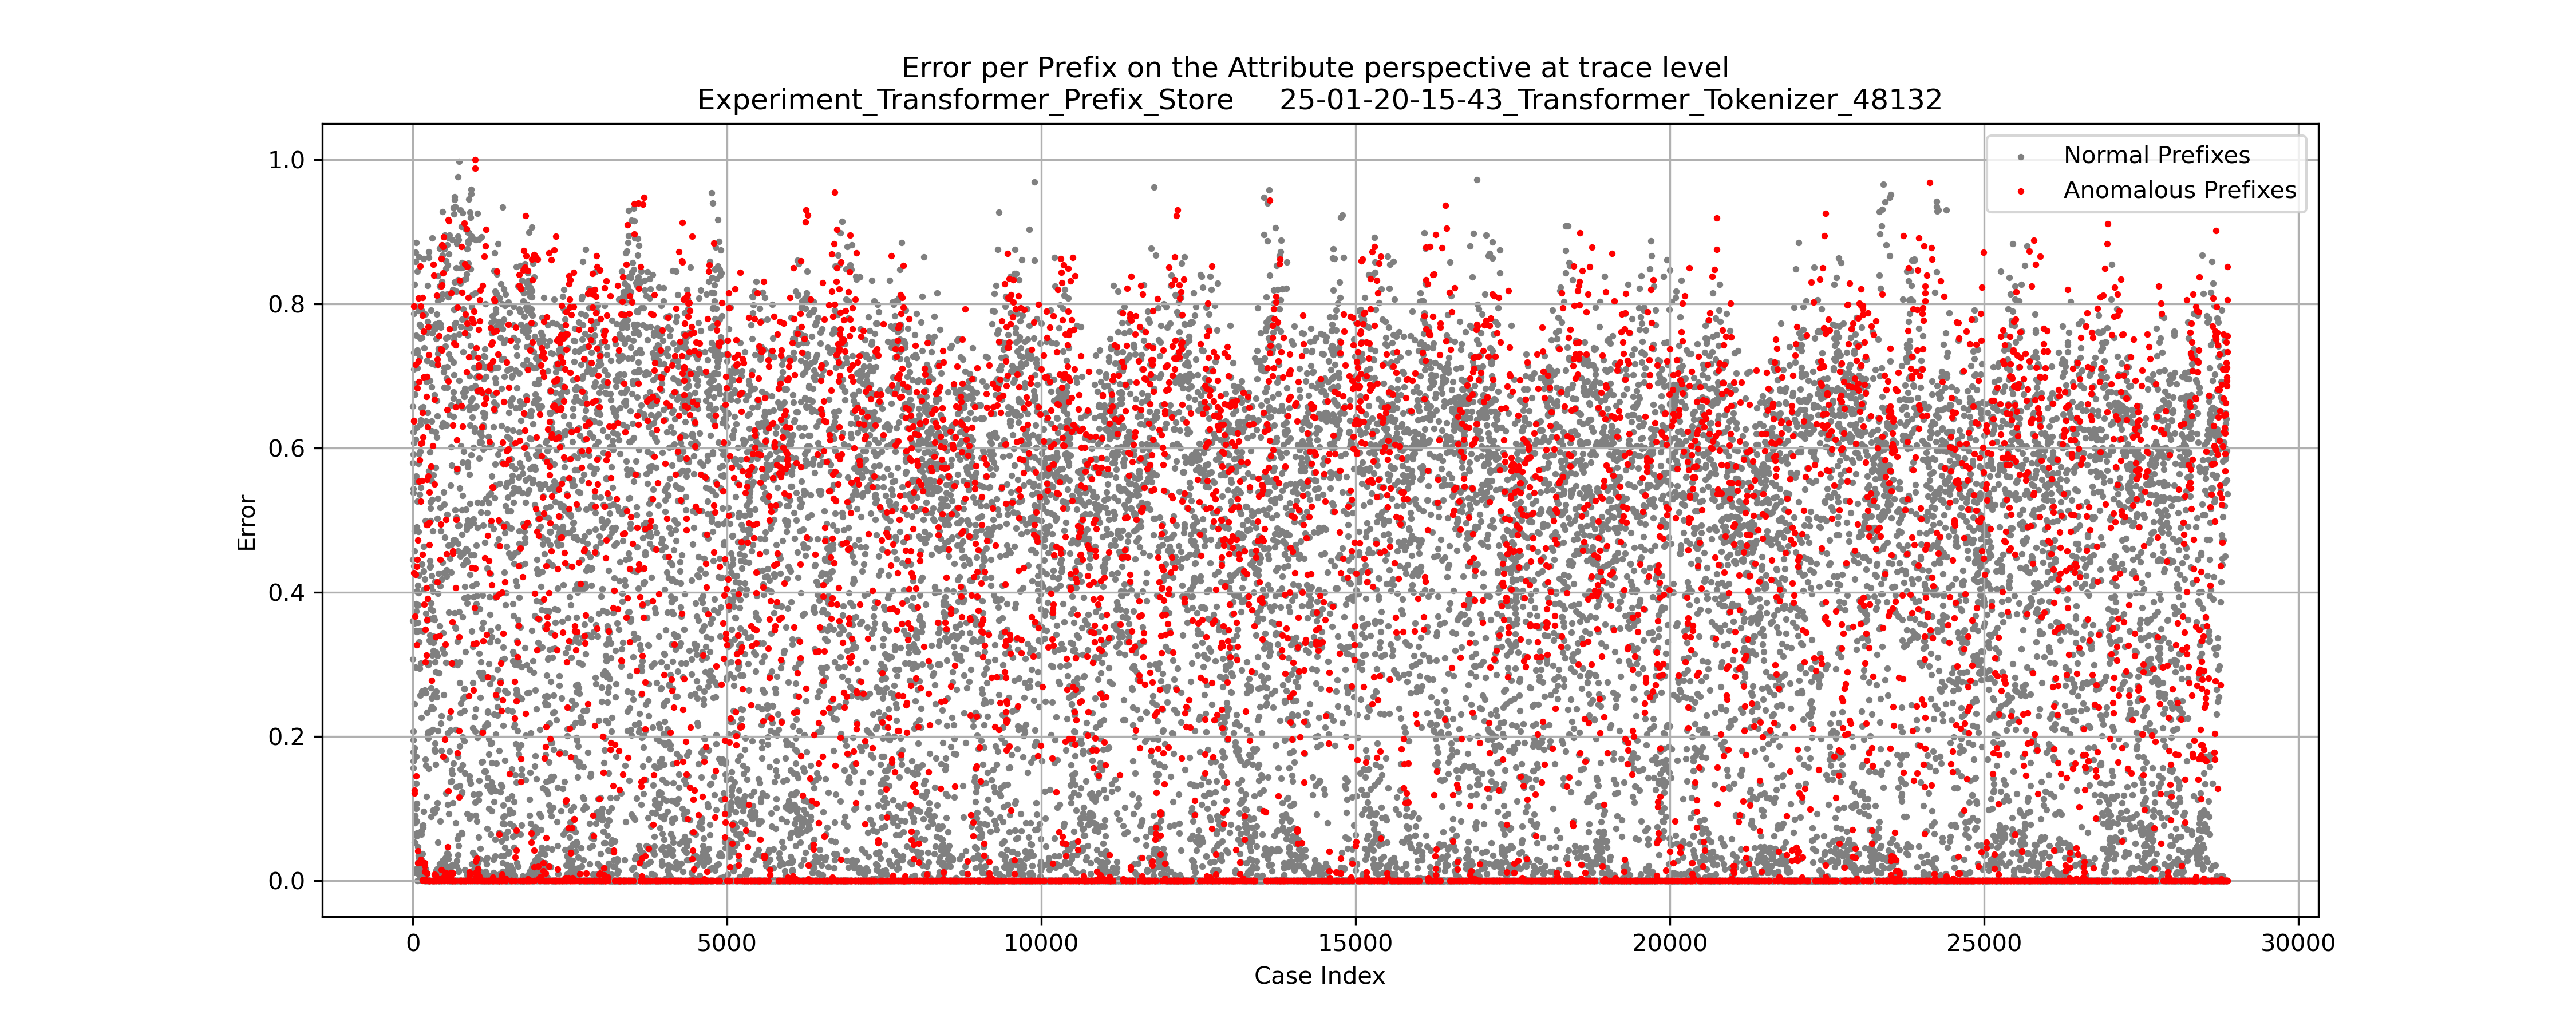 Error per Prefix on the Attribute perspective at trace level
Experiment_Transformer_Prefix_Store     25-01-20-15-43_Transformer_Tokenizer_48132
Normal Prefixes
Anomalous Prefixes
1.0
0.8
0.6
0.4
0.2
0.0
Error
0 5000 10000 15000 20000 25000 30000
Case Index